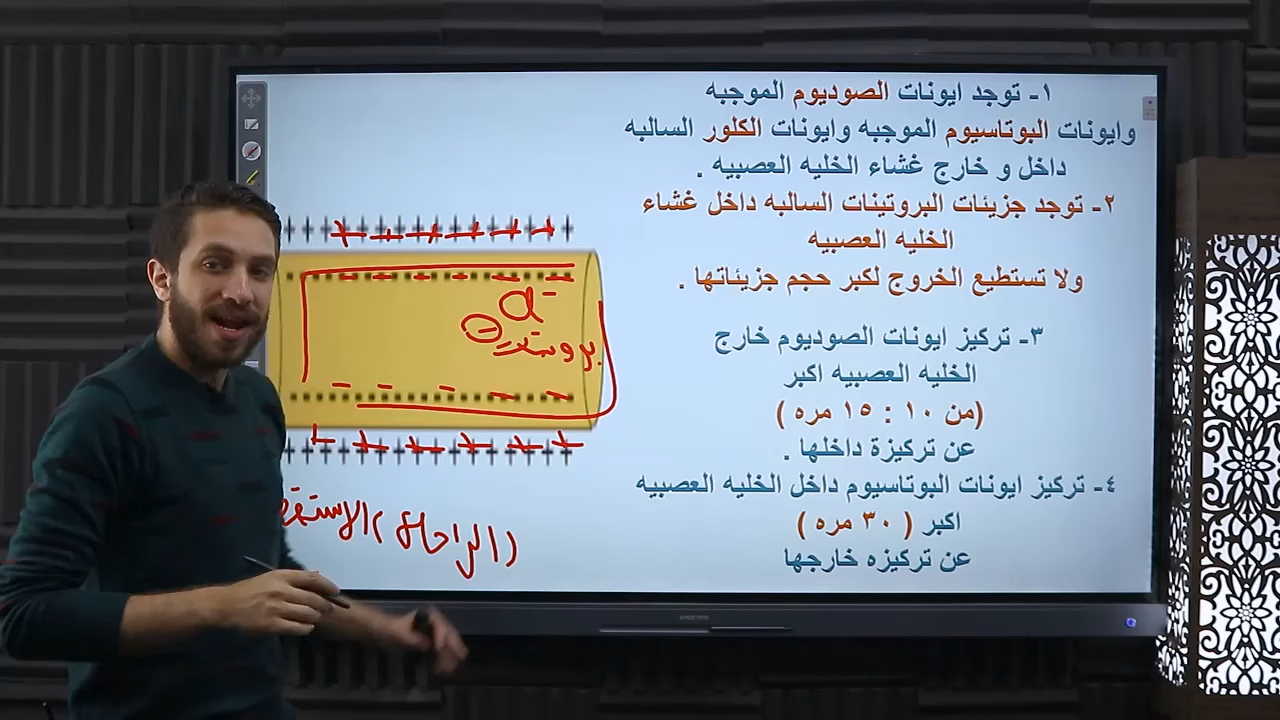 ١- توجد ايونات الصوديوم الموجبه
وايونات البوتاسيوم الموجبه وايونات الكلور السالبه
داخل و خارج غشاء الخليه العصبيه .
٢- توجد جزيئات البروتينات السالبه داخل غشاء
الخليه العصبيه
ولا تستطيع الخروج لكبر حجم جزيئاتها .
٣- تركيز ايونات الصوديوم خارج
الخليه العصبيه اكبر
(من ١٠ : ١٥ مره )
عن تركيزة داخلها .
٤- تركيز ايونات البوتاسيوم داخل الخليه العصبيه
اكبر ( ٣٠ مره )
عن تركيزه خارجها